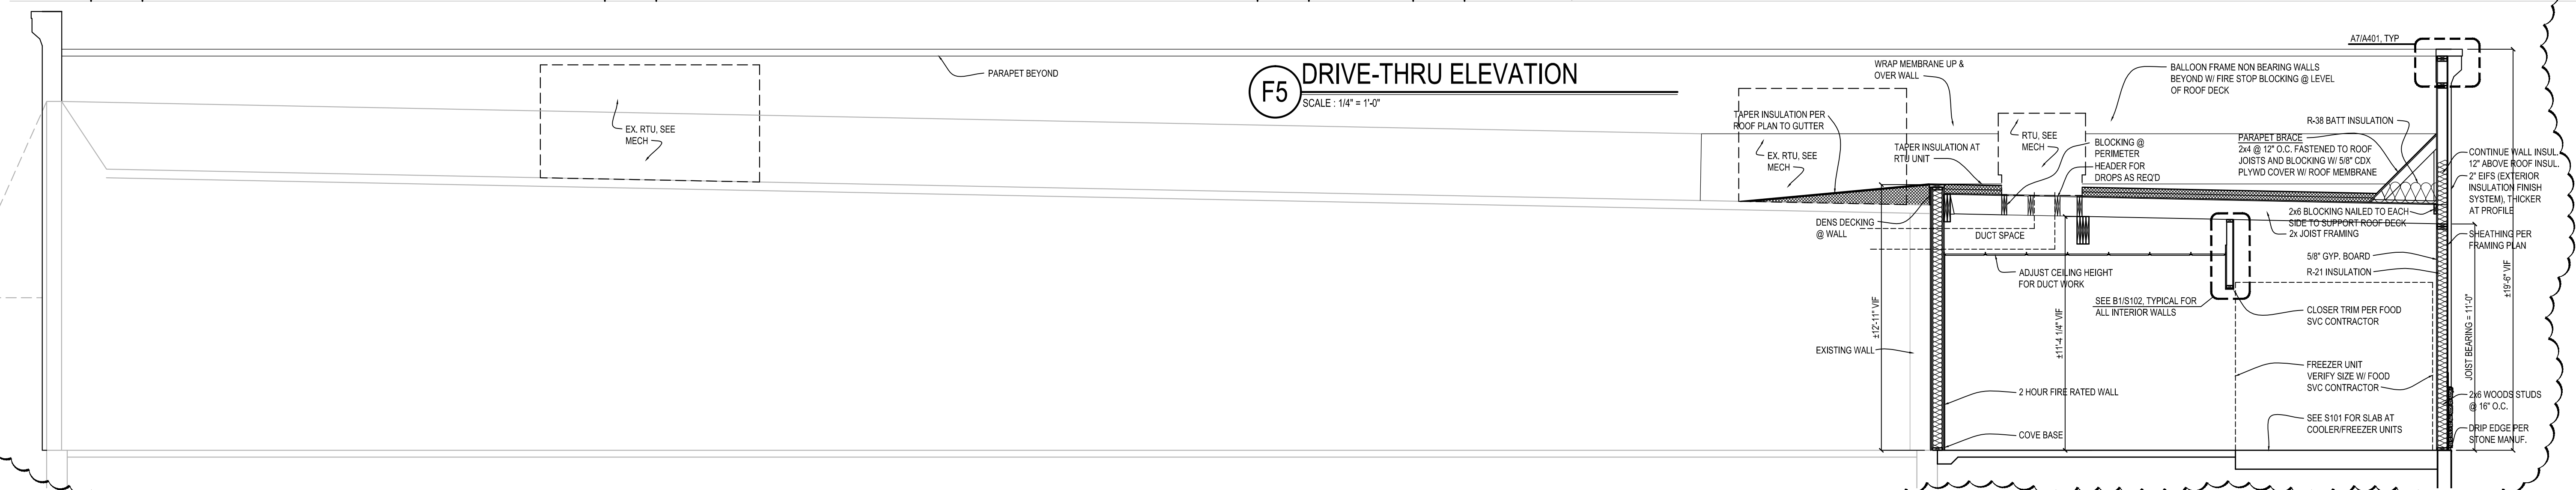 A7/A401, TYP
PARAPET BEYOND
F5
DRIVE-THRU ELEVATION
SCALE : 1/4" = 1'-0"
WRAP MEMBRANE UP &
OVER WALL
BALLOON FRAME NON BEARING WALLS
BEYOND W/ FIRE STOP BLOCKING @ LEVEL
OF ROOF DECK
EX. RTU, SEE
MECH
TAPER INSULATION PER
ROOF PLAN TO GUTTER
EX. RTU, SEE
MECH
TAPER INSULATION AT
RTU UNIT
RTU, SEE
MECH
BLOCKING @
PERIMETER
HEADER FOR
DROPS AS REQ'D
R-38 BATT INSULATION
PARAPET BRACE
2x4 @ 12" O.C. FASTENED TO ROOF
JOISTS AND BLOCKING W/ 5/8" CDX
PLYWD COVER W/ ROOF MEMBRANE
CONTINUE WALL INSUL.
12" ABOVE ROOF INSUL.
2" EIFS (EXTERIOR
INSULATION FINISH
SYSTEM), THICKER
AT PROFILE
DENS DECKING
@ WALL
DUCT SPACE
2x6 BLOCKING NAILED TO EACH
SIDE TO SUPPORT ROOF DECK
2x JOIST FRAMING
SHEATHING PER
FRAMING PLAN
5/8" GYP. BOARD
R-21 INSULATION
ADJUST CEILING HEIGHT
FOR DUCT WORK
SEE B1/S102, TYPICAL FOR
ALL INTERIOR WALLS
CLOSER TRIM PER FOOD
SVC CONTRACTOR
±12'-11" VIF
±11'-4 1/4" VIF
JOIST BEARING = 11'-0"
±19'-6" VIF
EXISTING WALL
FREEZER UNIT
VERIFY SIZE W/ FOOD
SVC CONTRACTOR
2 HOUR FIRE RATED WALL
2x6 WOODS STUDS
@ 16" O.C.
SEE S101 FOR SLAB AT
COOLER/FREEZER UNITS
COVE BASE
DRIP EDGE PER
STONE MANUF.